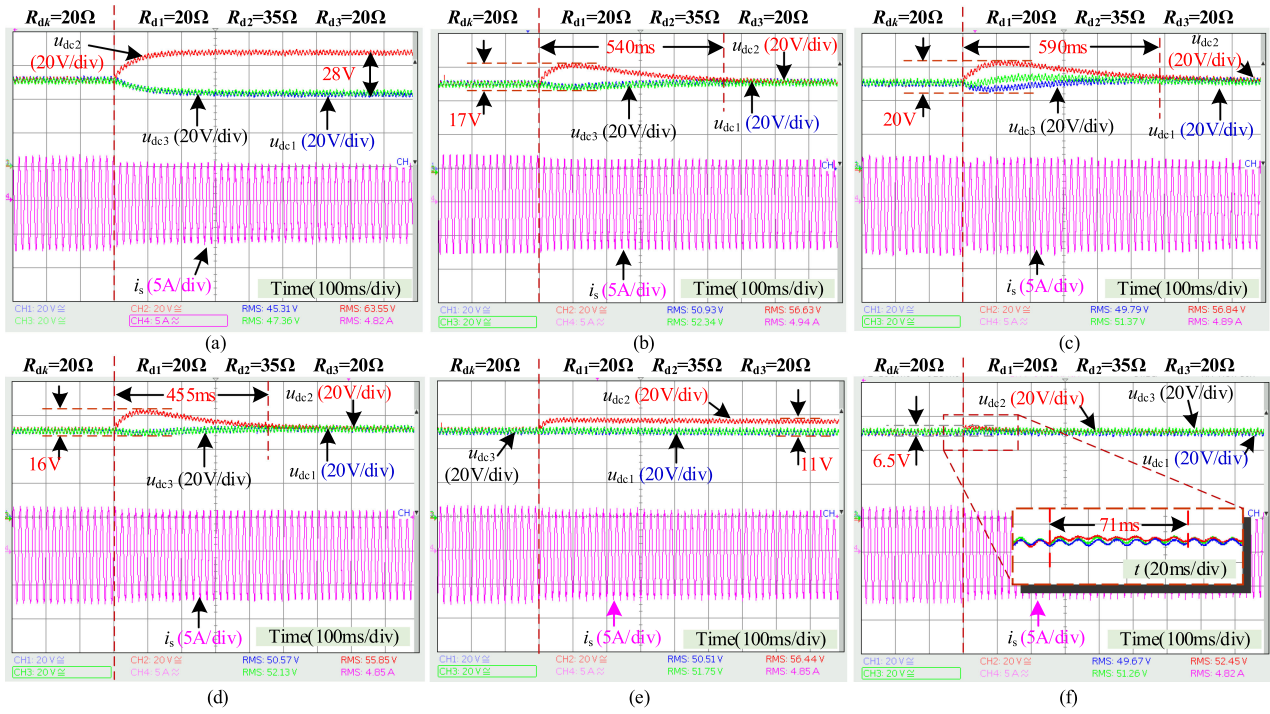 Rdk=20Ω Rd1=20Ω Rd2=35Ω Rd3=20Ω
udc2
(20V/div)
28V
udc3 (20V/div)
udc1 (20V/div)
CH
is (5A/div)
Time(100ms/div)
CH1: 20 V CH2: 20 V RMS: 45.31 V RMS: 63.55 V
CH3: 20 V CH4: 5 A RMS: 47.36 V RMS: 4.82 A
(a)
Rdk=20Ω Rd1=20Ω Rd2=35Ω Rd3=20Ω
540ms
udc2 (20V/div)
17V
udc3 (20V/div)
udc1 (20V/div)
CH
is (5A/div)
Time(100ms/div)
CH1: 20 V CH2: 20 V RMS: 50.93 V RMS: 56.63 V
CH3: 20 V CH4: 5 A RMS: 52.34 V RMS: 4.94 A
(b)
Rdk=20Ω Rd1=20Ω Rd2=35Ω Rd3=20Ω
590ms
udc2
(20V/div)
20V
udc3 (20V/div)
udc1 (20V/div)
CH
is (5A/div)
Time(100ms/div)
CH1: 20 V CH2: 20 V RMS: 49.79 V RMS: 56.84 V
CH3: 20 V CH4: 5 A RMS: 51.37 V RMS: 4.89 A
(c)
Rdk=20Ω Rd1=20Ω Rd2=35Ω Rd3=20Ω
455ms
udc2 (20V/div)
16V
udc3 (20V/div)
udc1 (20V/div)
CH
is (5A/div)
Time(100ms/div)
CH1: 20 V CH2: 20 V RMS: 50.57 V RMS: 55.85 V
CH3: 20 V CH4: 5 A RMS: 52.13 V RMS: 4.85 A
(d)
Rdk=20Ω Rd1=20Ω Rd2=35Ω Rd3=20Ω
udc2 (20V/div)
udc3
(20V/div)
udc1 (20V/div)
11V
CH
is (5A/div)
Time(100ms/div)
CH1: 20 V CH2: 20 V RMS: 50.51 V RMS: 56.44 V
CH3: 20 V CH4: 5 A RMS: 51.75 V RMS: 4.85 A
(e)
Rdk=20Ω Rd1=20Ω Rd2=35Ω Rd3=20Ω
udc2 (20V/div)
udc3 (20V/div)
6.5V
udc1 (20V/div)
CH
71ms
t (20ms/div)
is (5A/div)
Time(100ms/div)
CH1: 20 V CH2: 20 V RMS: 49.67 V RMS: 52.45 V
CH3: 20 V CH4: 5 A RMS: 51.26 V RMS: 4.82 A
(f)